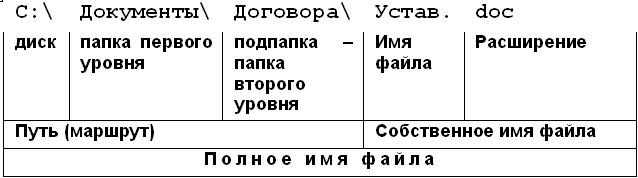 C:\ Документы\ Договора\ Устав. doc
диск папка первого подпапка – Имя Расширение
уровня папка файла
второго
уровня
Путь (маршрут) Собственное имя файла
Полное имя файла